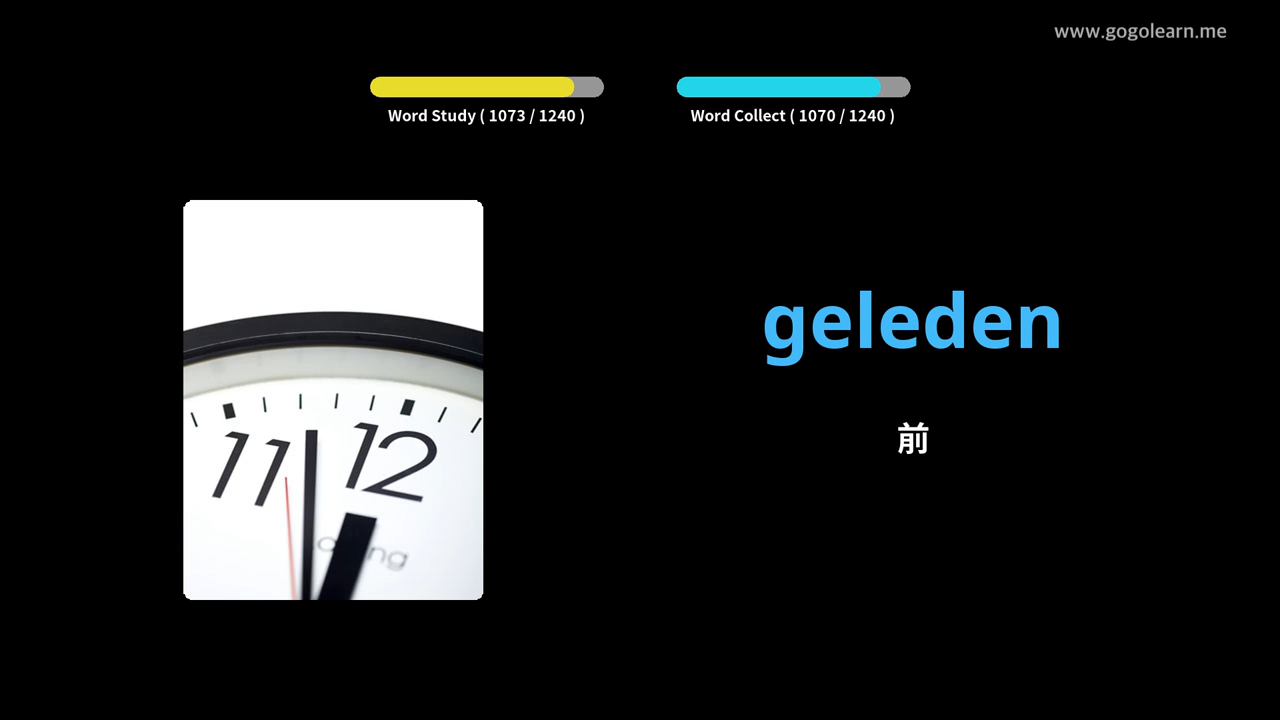 www.gogolearn.me
Word Study ( 1073 / 1240 )
Word Collect ( 1070 / 1240 )
11 12
geleden
前